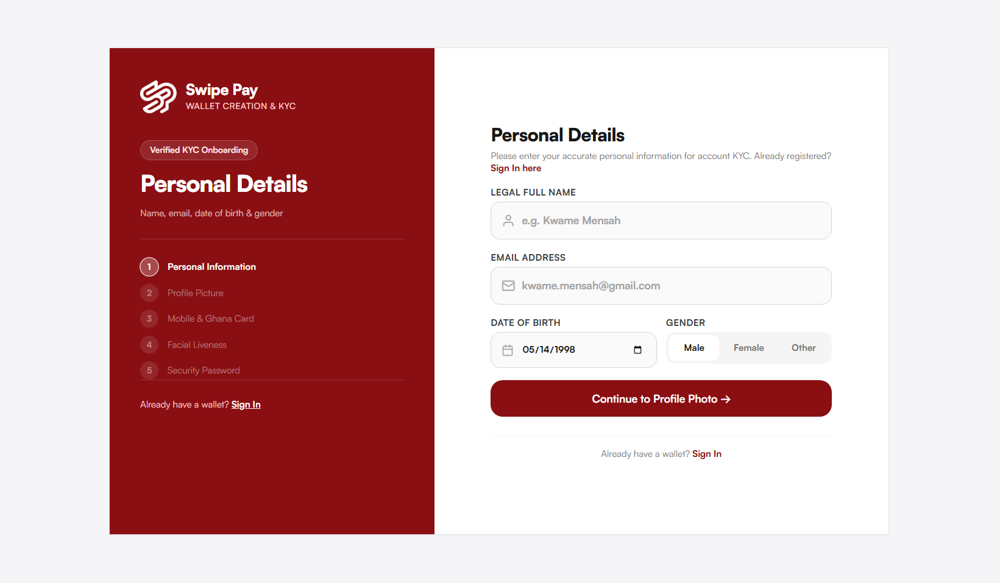 Swipe Pay
WALLET CREATION & KYC
Verified KYC Onboarding
Personal Details
Name, email, date of birth & gender
1 Personal Information
2 Profile Picture
3 Mobile & Ghana Card
4 Facial Liveness
5 Security Password
Already have a wallet? Sign In
Personal Details
Please enter your accurate personal information for account KYC. Already registered?
Sign In here
LEGAL FULL NAME
e.g. Kwame Mensah
EMAIL ADDRESS
kwame.mensah@gmail.com
DATE OF BIRTH GENDER
05/14/1998 Male Female Other
Continue to Profile Photo →
Already have a wallet? Sign In